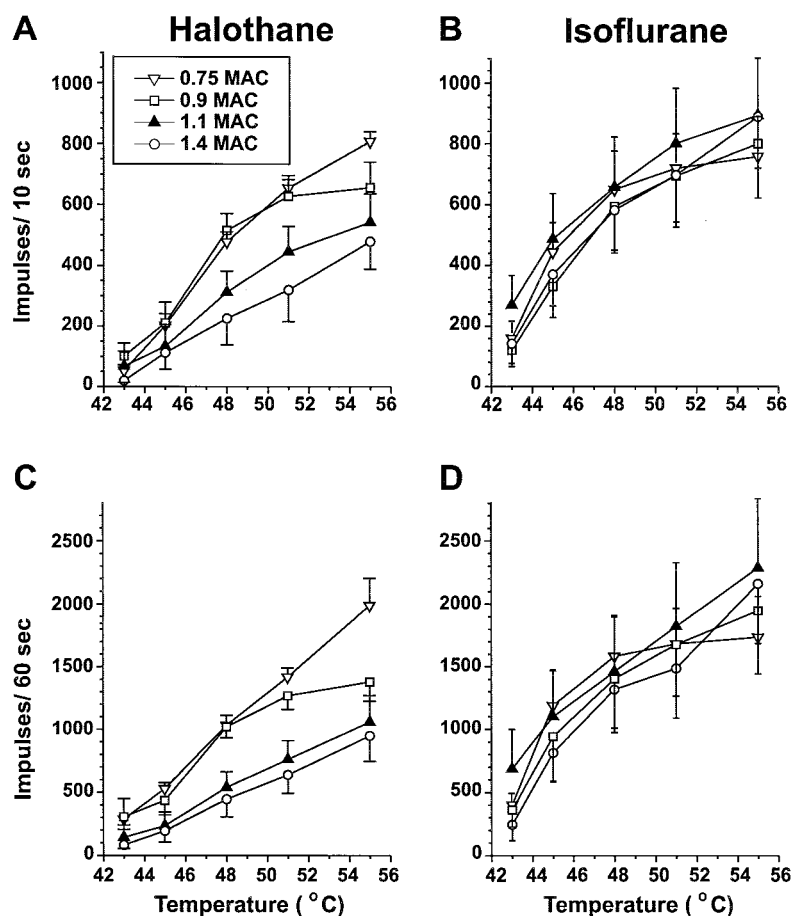 A Halothane
B Isoflurane
0.75 MAC
0.9 MAC
1.1 MAC
1.4 MAC
Impulses/ 10 sec
1000
800
600
400
200
0
42 44 46 48 50 52 54 56
1000
800
600
400
200
0
42 44 46 48 50 52 54 56
C
D
Impulses/ 60 sec
2500
2000
1500
1000
500
0
42 44 46 48 50 52 54 56
Temperature ( °C)
2500
2000
1500
1000
500
0
42 44 46 48 50 52 54 56
Temperature ( °C)